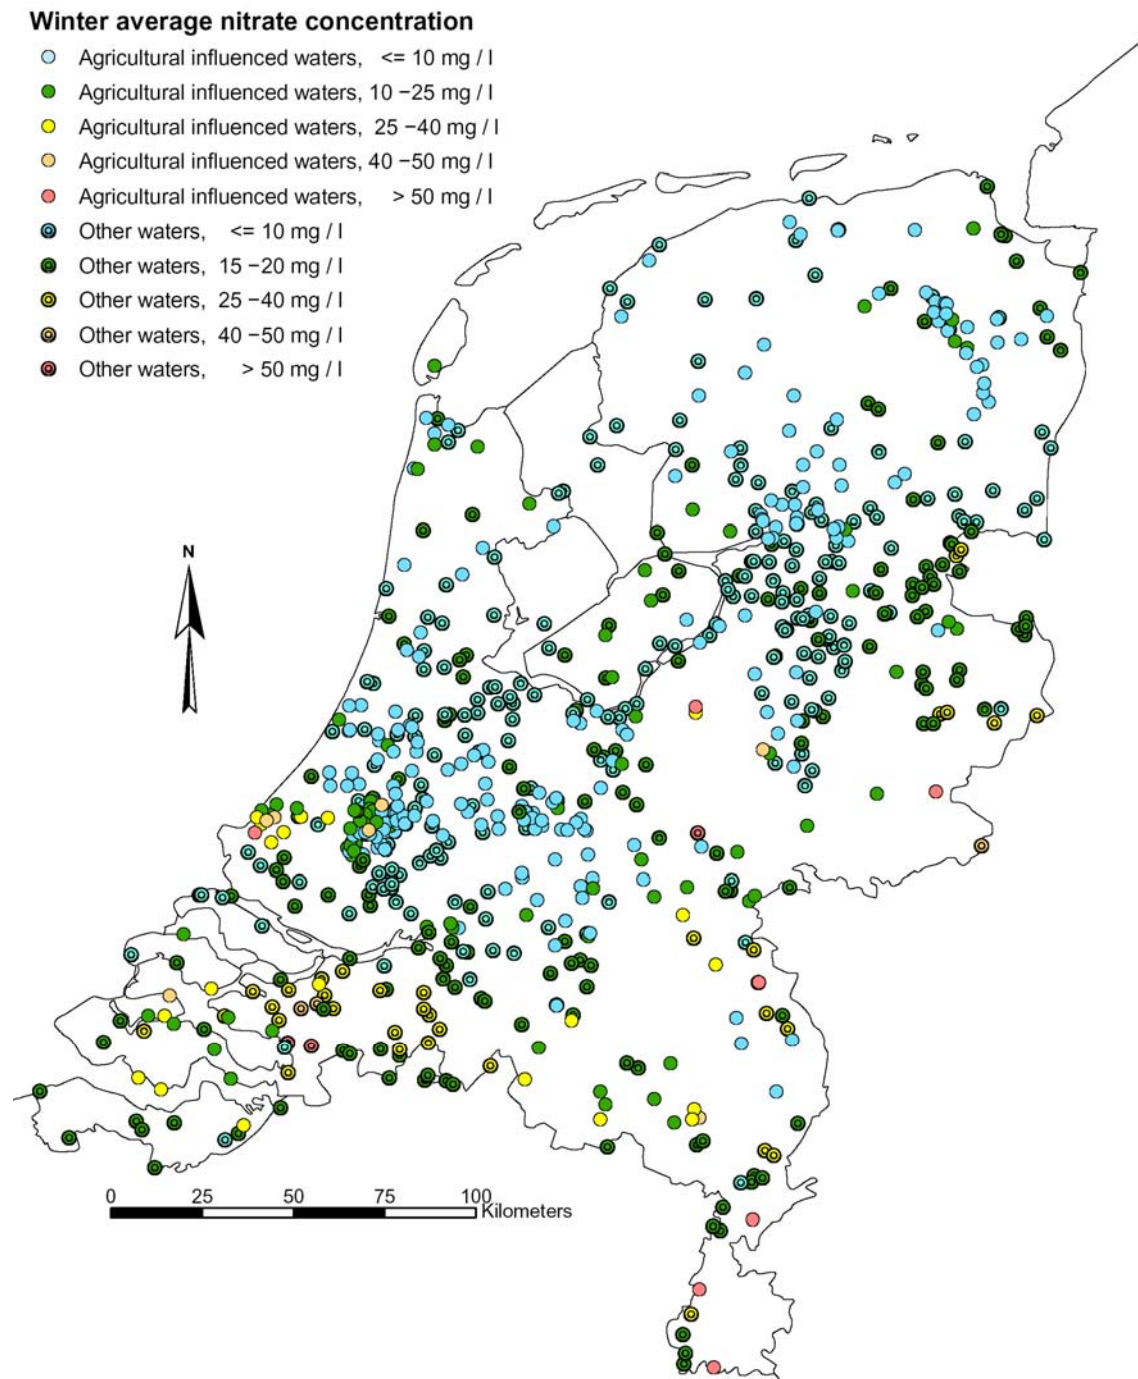 Winter average nitrate concentration
Agricultural influenced waters, <= 10 mg / l
Agricultural influenced waters, 10 −25 mg / l
Agricultural influenced waters, 25 −40 mg / l
Agricultural influenced waters, 40 −50 mg / l
Agricultural influenced waters, > 50 mg / l
Other waters, <= 10 mg / l
Other waters, 15 −20 mg / l
Other waters, 25 −40 mg / l
Other waters, 40 −50 mg / l
Other waters, > 50 mg / l
N
0 25 50 75 100
Kilometers